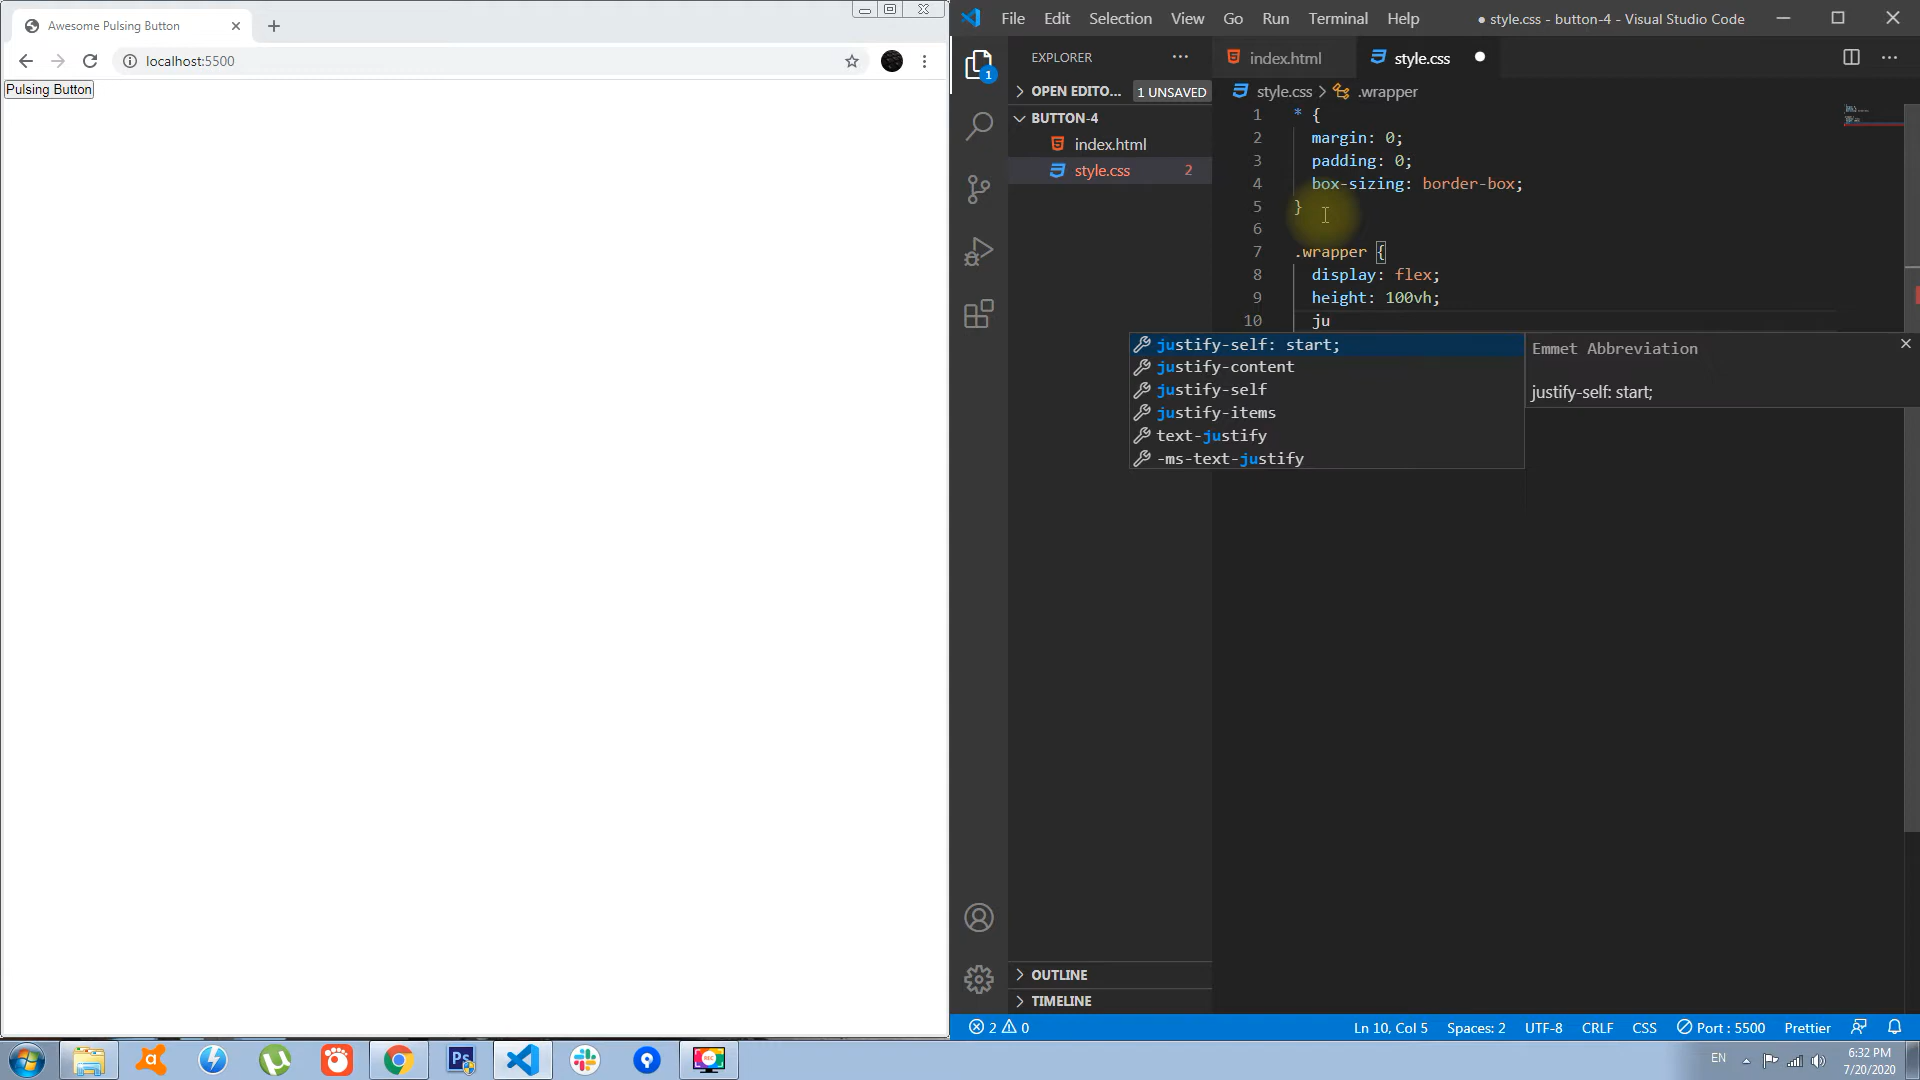 Awesome Pulsing Button
localhost:5500
Pulsing Button
File Edit Selection View Go Run Terminal Help
● style.css - button-4 - Visual Studio Code
1
EXPLORER
OPEN EDITO... 1 UNSAVED
BUTTON-4
index.html
style.css 2
OUTLINE
TIMELINE
index.html
style.css
style.css > .wrapper
1 * {
2 margin: 0;
3 padding: 0;
4 box-sizing: border-box;
5 }
6
7 .wrapper {
8 display: flex;
9 height: 100vh;
10 ju
justify-self: start;
justify-content
justify-self
justify-items
text-justify
-ms-text-justify
Emmet Abbreviation
justify-self: start;
2 0
Ln 10, Col 5 Spaces: 2 UTF-8 CRLF CSS Port : 5500 Prettier
Ps
REC
EN
6:32 PM
7/20/2020